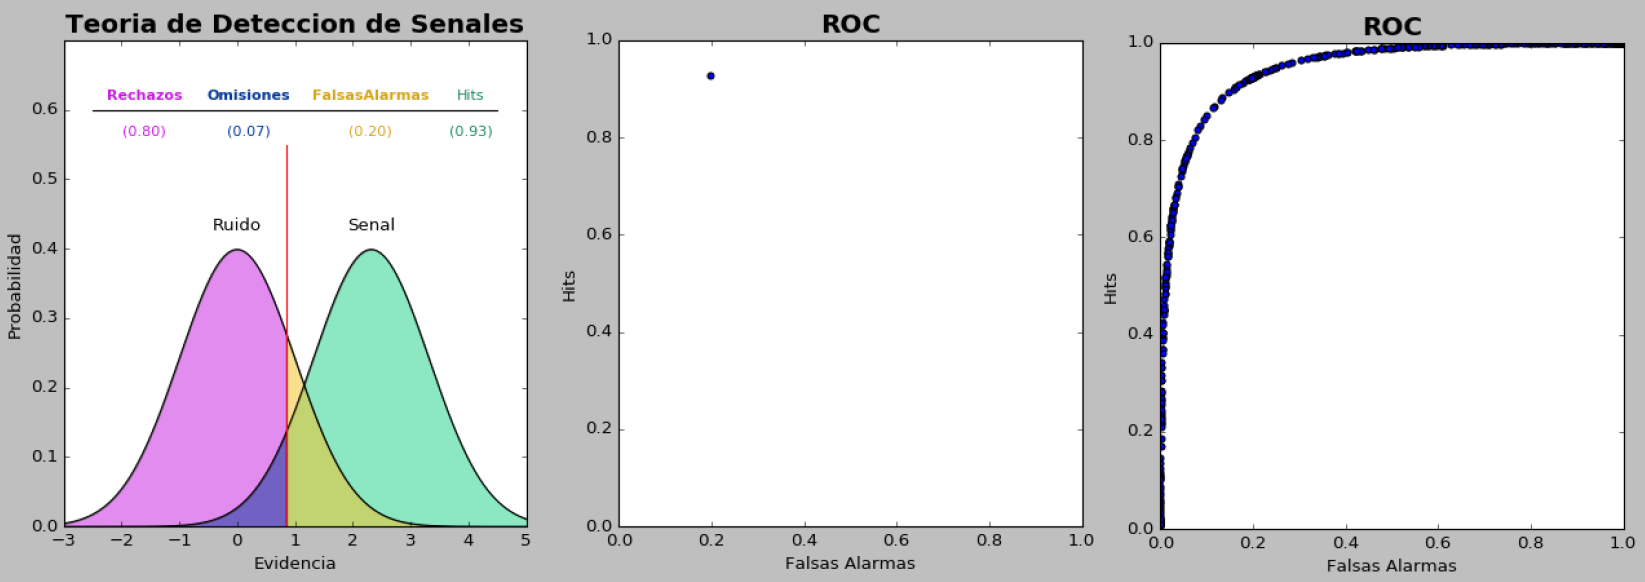 Teoria de Deteccion de Senales
Rechazos Omisiones FalsasAlarmas Hits
(0.80) (0.07) (0.20) (0.93)
Ruido Senal
Probabilidad
0.6
0.5
0.4
0.3
0.2
0.1
0.0
−3 −2 −1 0 1 2 3 4 5
Evidencia
ROC
Hits
1.0
0.8
0.6
0.4
0.2
0.0
0.0 0.2 0.4 0.6 0.8 1.0
Falsas Alarmas
ROC
Hits
1.0
0.8
0.6
0.4
0.2
0.0
0.0 0.2 0.4 0.6 0.8 1.0
Falsas Alarmas